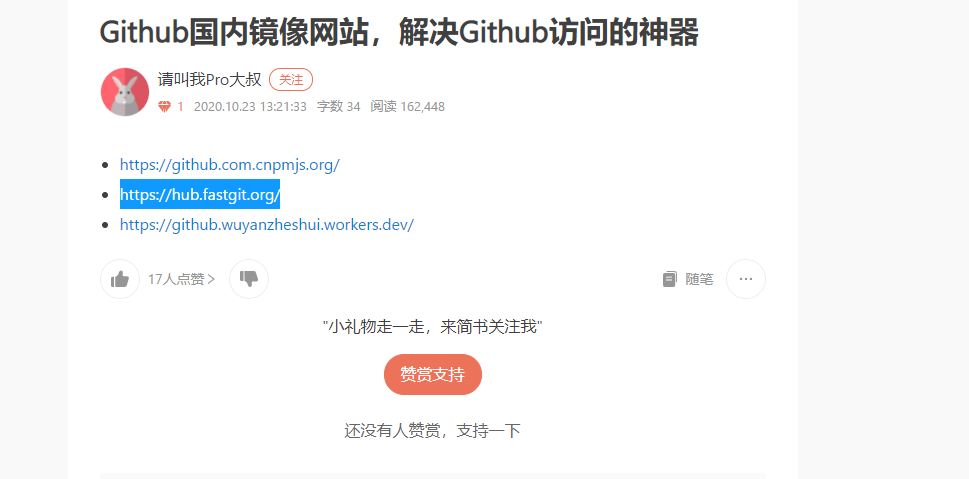 Github国内镜像网站，解决Github访问的神器
请叫我Pro大叔 关注
1 2020.10.23 13:21:33 字数 34 阅读 162,448
https://github.com.cnpmjs.org/
https://hub.fastgit.org/
https://github.wuyanzheshui.workers.dev/
17人点赞 >
随笔 ...
"小礼物走一走，来简书关注我"
赞赏支持
还没有人赞赏，支持一下